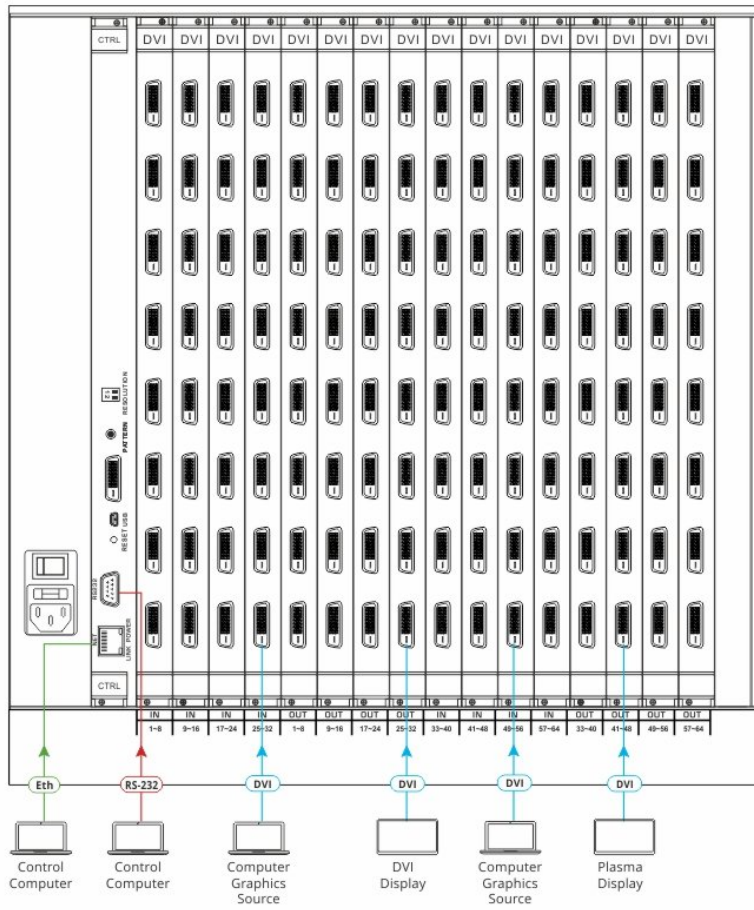 CTRL DVI DVI DVI DVI DVI DVI DVI DVI DVI DVI DVI DVI DVI DVI DVI DVI
1 2
RESOLUTION
PATTERN
RESET USB
RS232
NET
LINK POWER
CTRL
IN IN IN IN OUT OUT OUT OUT IN IN IN IN OUT OUT OUT OUT
1~8 9~16 17~24 25~32 1~8 9~16 17~24 25~32 33~40 41~48 49~56 57~64 33~40 41~48 49~56 57~64
Eth RS-232 DVI DVI DVI DVI
Control
Computer
Control
Computer
Computer
Graphics
Source
DVI
Display
Computer
Graphics
Source
Plasma
Display